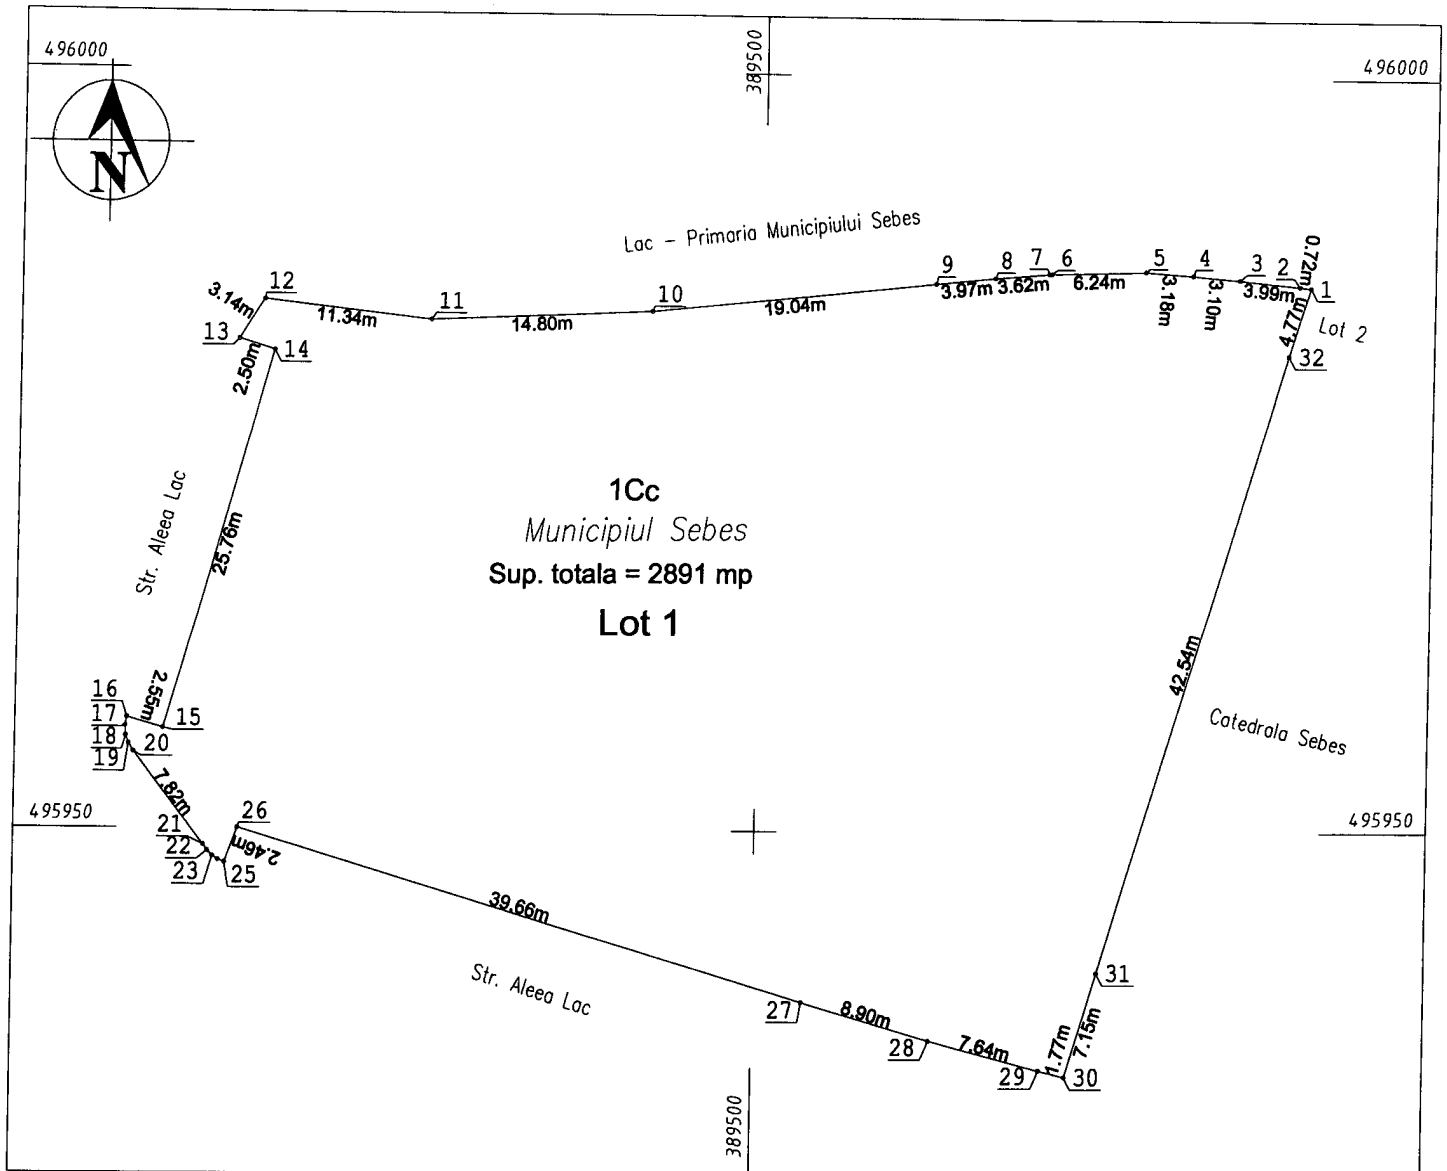 496000
389500
496000
N
Lac - Primaria Municipiului Sebes
12
11
10
9
8
7
6
5
4
3
2
1
0.72m
3.14m
11.34m
14.80m
19.04m
3.97m
3.62m
6.24m
3.18m
3.10m
3.99m
4.77m
Lot 2
13
14
32
2.50m
Str. Aleea Lac
25.76m
1Cc
Municipiul Sebes
Sup. totala = 2891 mp
Lot 1
42.54m
Catedrala Sebes
16
2.55m
17
15
18
20
19
7.82m
495950
495950
26
21
22
2.46m
23
25
39.66m
Str. Aleea Lac
31
27
8.90m
28
7.64m
1.77m
7.15m
29
30
389500